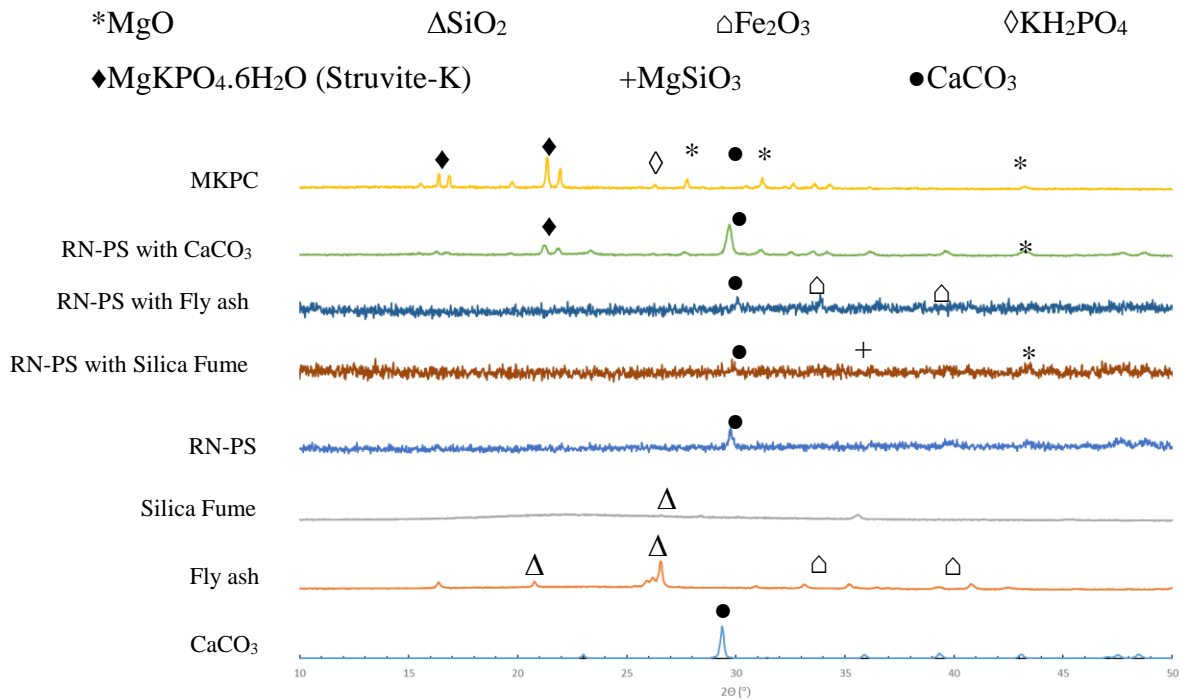 *MgO ΔSiO₂ ⌂Fe₂O₃ ◊KH₂PO₄
♦MgKPO₄.6H₂O (Struvite-K) +MgSiO₃ ●CaCO₃
MKPC
RN-PS with CaCO₃
RN-PS with Fly ash
RN-PS with Silica Fume
RN-PS
Silica Fume
Fly ash
CaCO₃
10 15 20 25 30 35 40 45 50
2Θ (°)